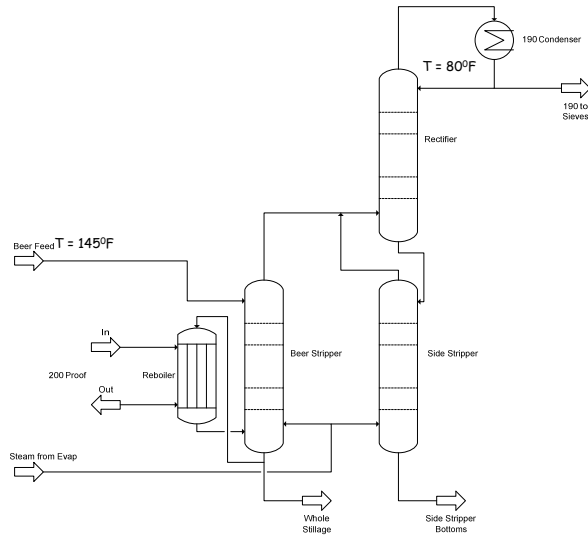 190 Condenser
T = 80⁰F
190 to
Sieves
Rectifier
Beer Feed T = 145⁰F
In
Beer Stripper
Side Stripper
200 Proof
Reboiler
Out
Steam from Evap
Whole
Stillage
Side Stripper
Bottoms